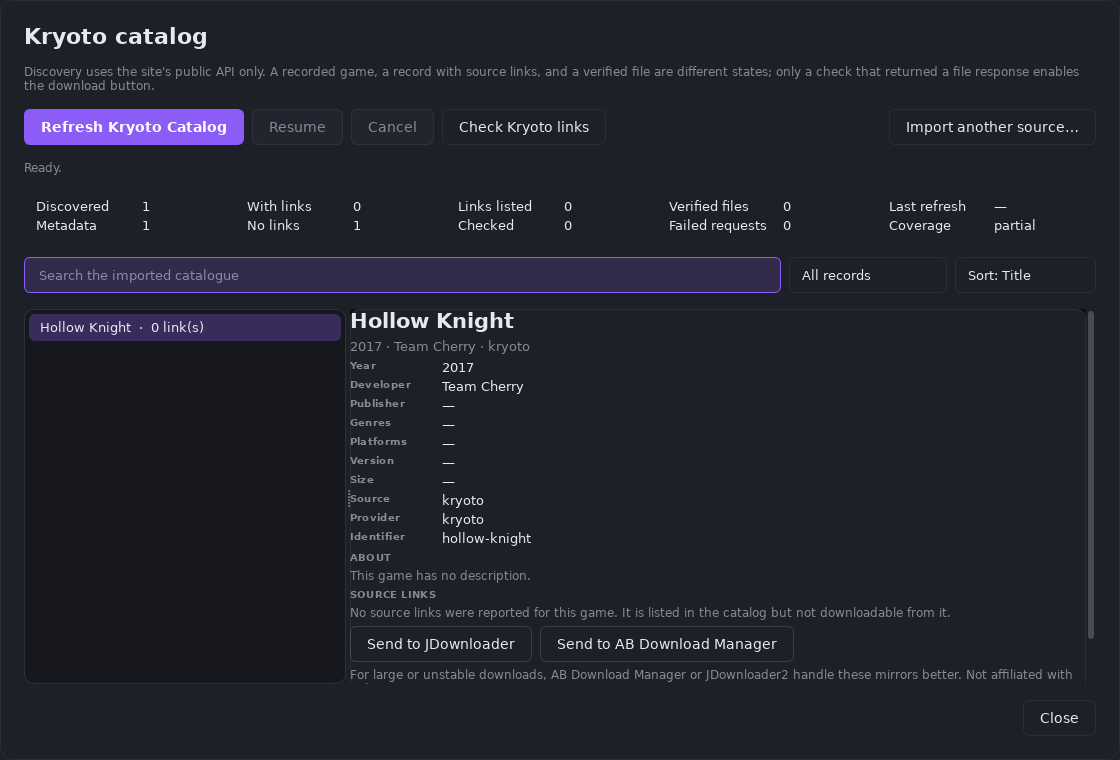 Kryoto catalog
Discovery uses the site's public API only. A recorded game, a record with source links, and a verified file are different states; only a check that returned a file response enables
the download button.
Refresh Kryoto Catalog Resume Cancel Check Kryoto links Import another source...
Ready.
Discovered 1 With links 0 Links listed 0 Verified files 0 Last refresh —
Metadata 1 No links 1 Checked 0 Failed requests 0 Coverage partial
Search the imported catalogue All records Sort: Title
Hollow Knight · 0 link(s)
Hollow Knight
2017 · Team Cherry · kryoto
Year 2017
Developer Team Cherry
Publisher —
Genres —
Platforms —
Version —
Size —
Source kryoto
Provider kryoto
Identifier hollow-knight
ABOUT
This game has no description.
SOURCE LINKS
No source links were reported for this game. It is listed in the catalog but not downloadable from it.
Send to JDownloader Send to AB Download Manager
For large or unstable downloads, AB Download Manager or JDownloader2 handle these mirrors better. Not affiliated with
Close